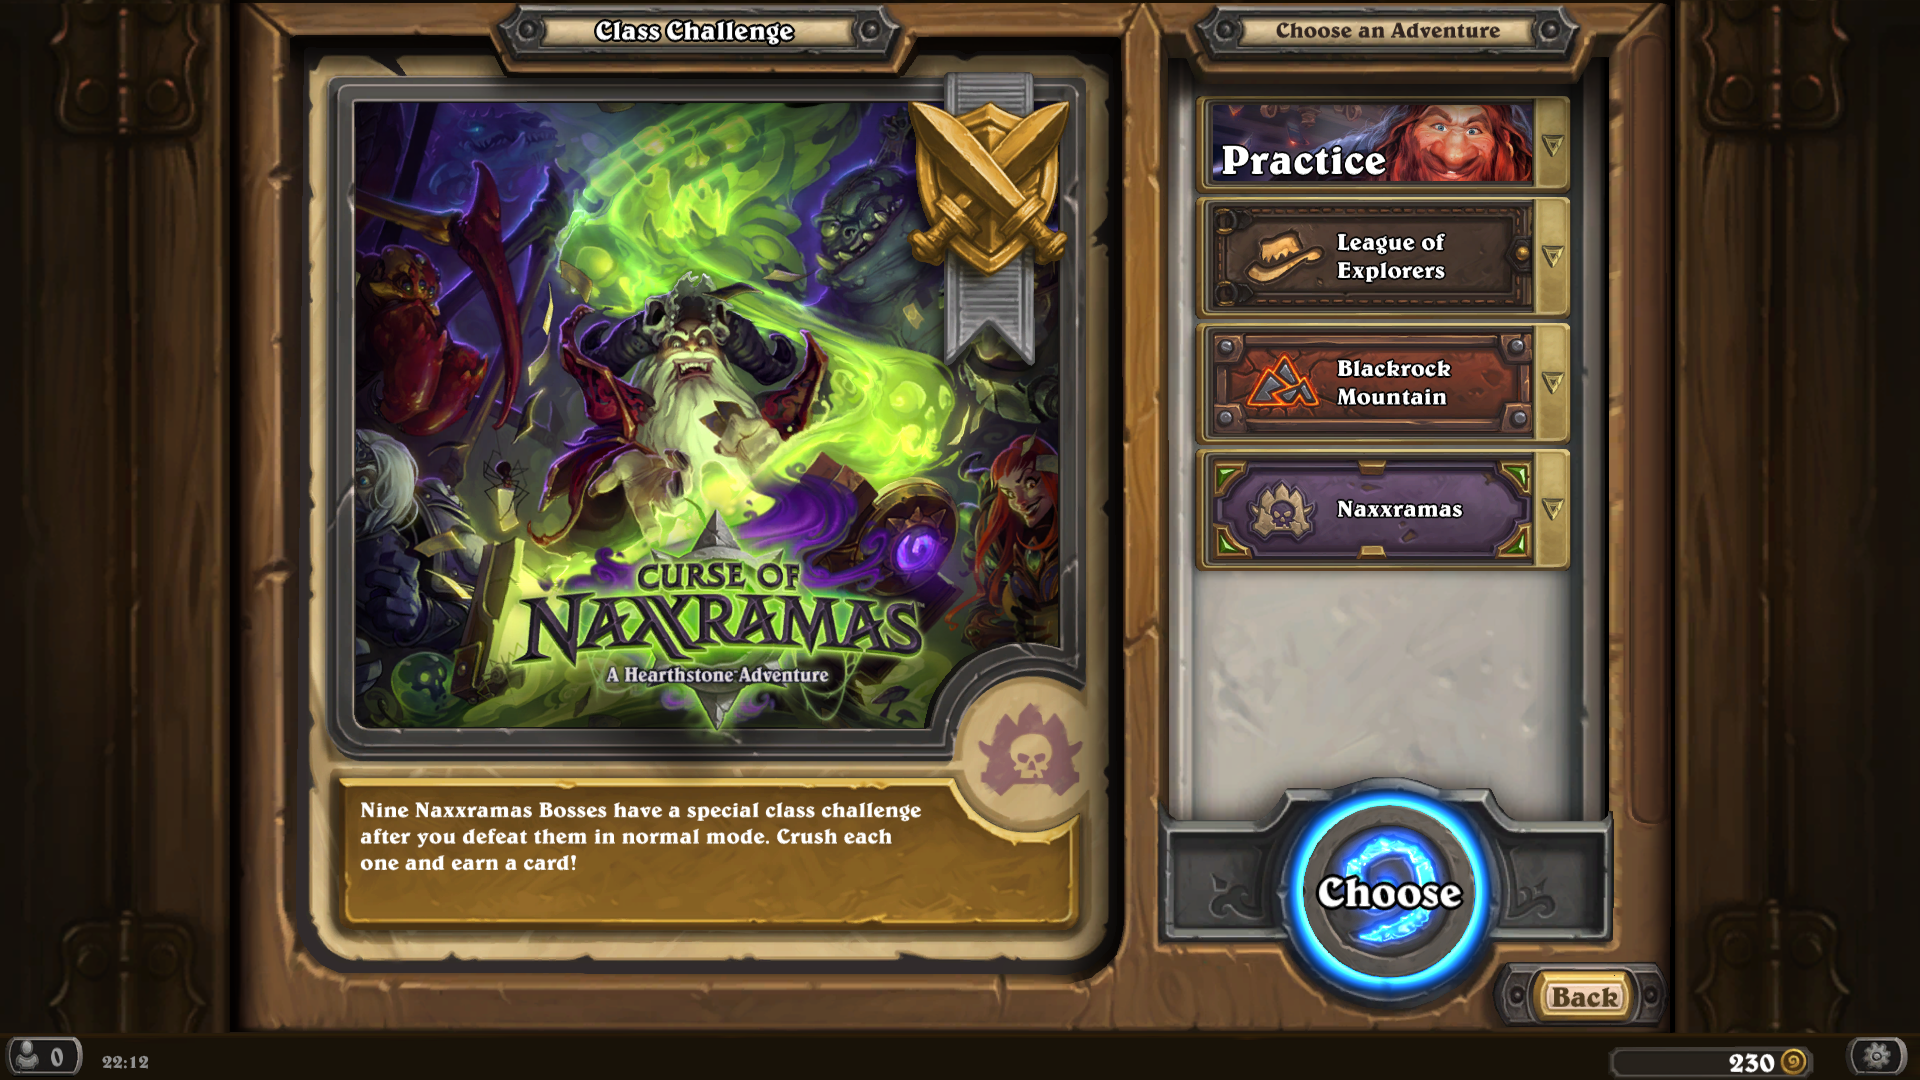 Class Challenge
Choose an Adventure
Practice
League of
Explorers
Blackrock
Mountain
Naxxramas
CURSE OF
NAXXRAMAS
A Hearthstone Adventure
Nine Naxxramas Bosses have a special class challenge
after you defeat them in normal mode. Crush each
one and earn a card!
Choose
Back
0
22:12
230